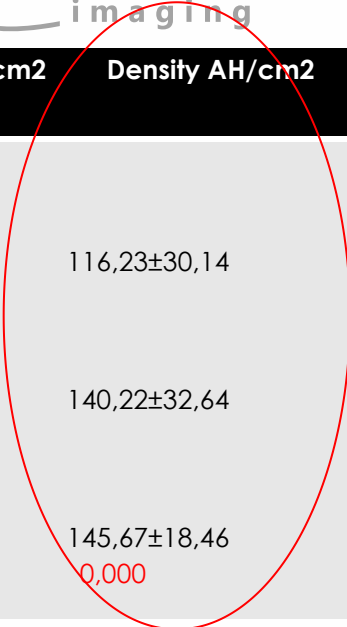 imaging
cm2 Density AH/cm2
116,23±30,14
140,22±32,64
145,67±18,46
0,000